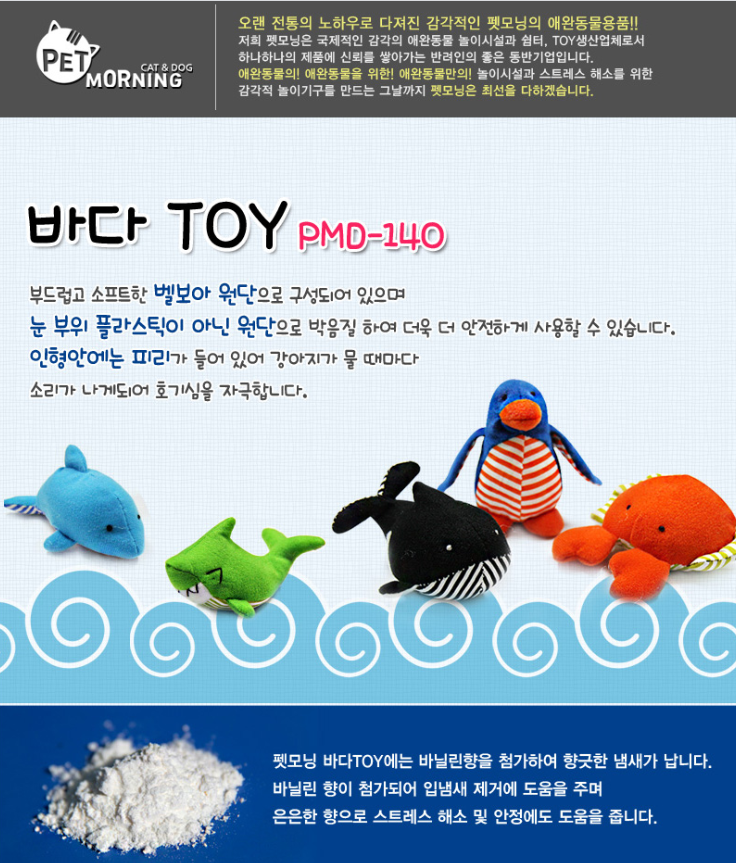 PET MORNING
CAT & DOG
오랜 전통의 노하우로 다져진 감각적인 펫모닝의 애완동물용품!!
저희 펫모닝은 국제적인 감각의 애완동물 놀이시설과 쉼터, TOY생산업체로서
하나하나의 제품에 신뢰를 쌓아가는 반려인의 좋은 동반기업입니다.
애완동물의! 애완동물을 위한! 애완동물만의! 놀이시설과 스트레스 해소를 위한
감각적 놀이기구를 만드는 그날까지 펫모닝은 최선을 다하겠습니다.
바다 TOY PMD-140
부드럽고 소프트한 벨보아 원단으로 구성되어 있으며
눈 부위 플라스틱이 아닌 원단으로 박음질 하여 더욱 더 안전하게 사용할 수 있습니다.
인형안에는 피리가 들어 있어 강아지가 물 때마다
소리가 나게되어 호기심을 자극합니다.
펫모닝 바다TOY에는 바닐린향을 첨가하여 향긋한 냄새가 납니다.
바닐린 향이 첨가되어 입냄새 제거에 도움을 주며
은은한 향으로 스트레스 해소 및 안정에도 도움을 줍니다.